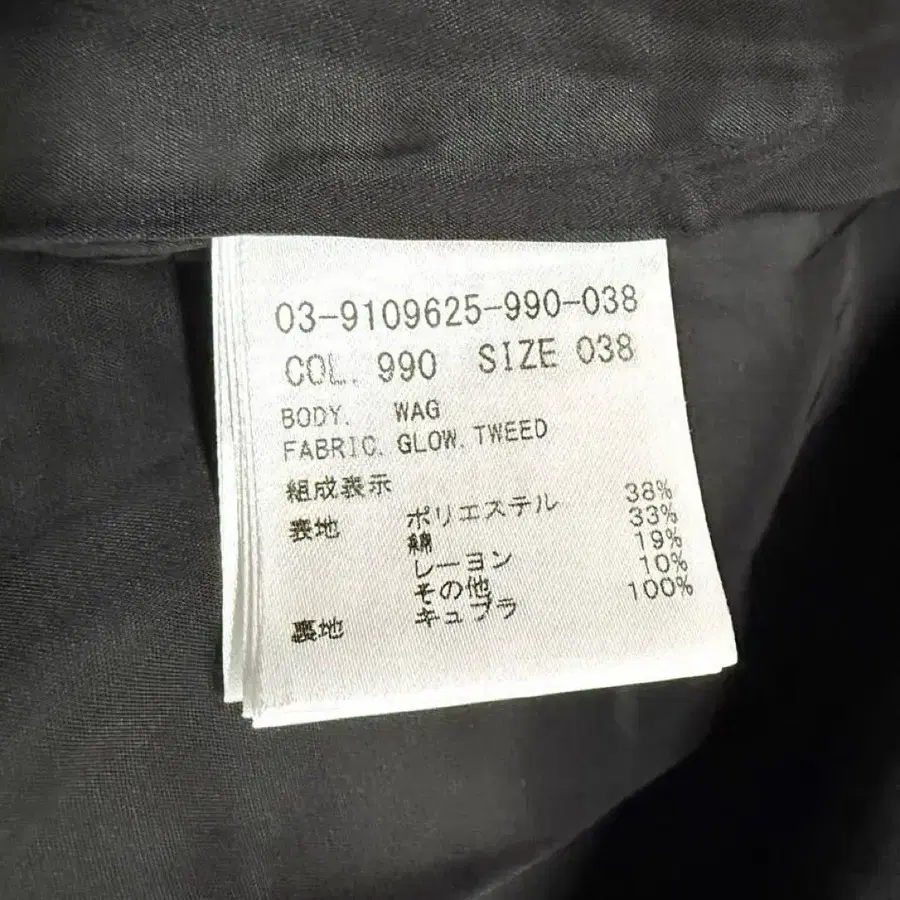 03-9109625-990-038
COL. 990 SIZE 038
BODY. WAG
FABRIC. GLOW. TWEED
組成表示
表地 ポリエステル 38%
綿 33%
レーヨン 19%
その他 10%
裏地 キュプラ 100%